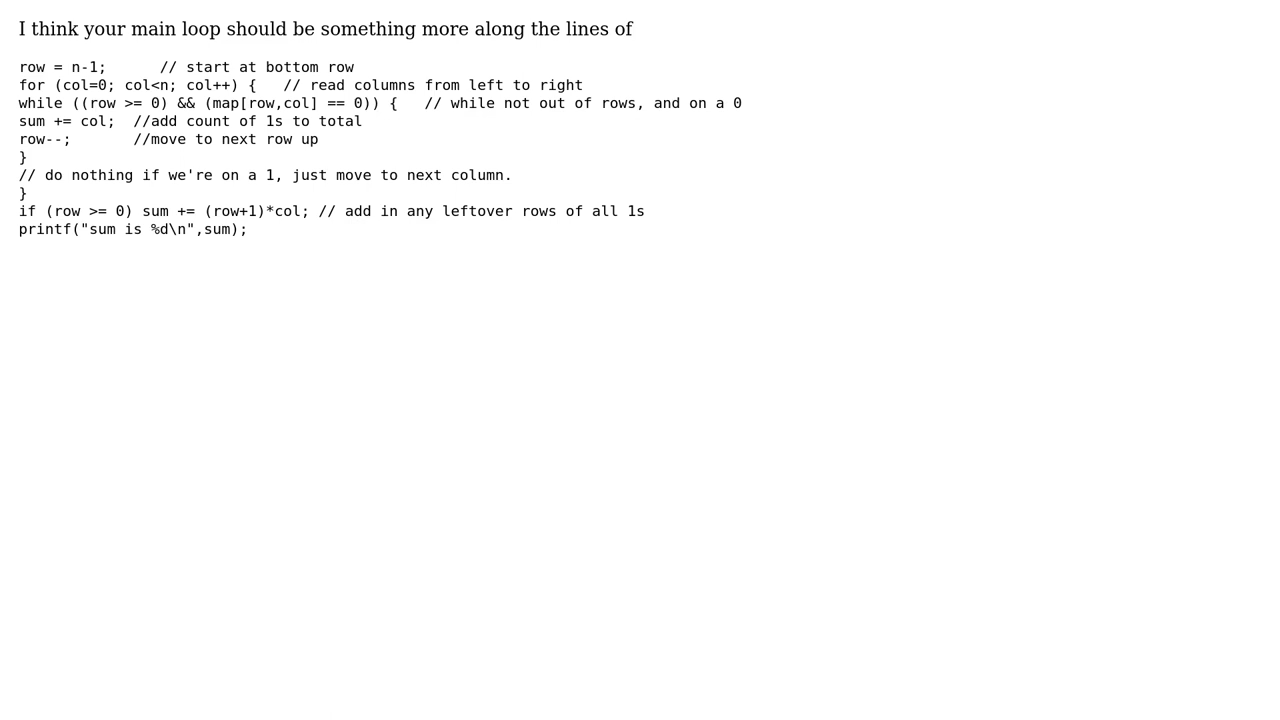 I think your main loop should be something more along the lines of
row = n-1;      // start at bottom row
for (col=0; col<n; col++) {   // read columns from left to right
while ((row >= 0) && (map[row,col] == 0)) {   // while not out of rows, and on a 0
sum += col;  //add count of 1s to total
row--;       //move to next row up
}
// do nothing if we're on a 1, just move to next column.
}
if (row >= 0) sum += (row+1)*col; // add in any leftover rows of all 1s
printf("sum is %d\n",sum);